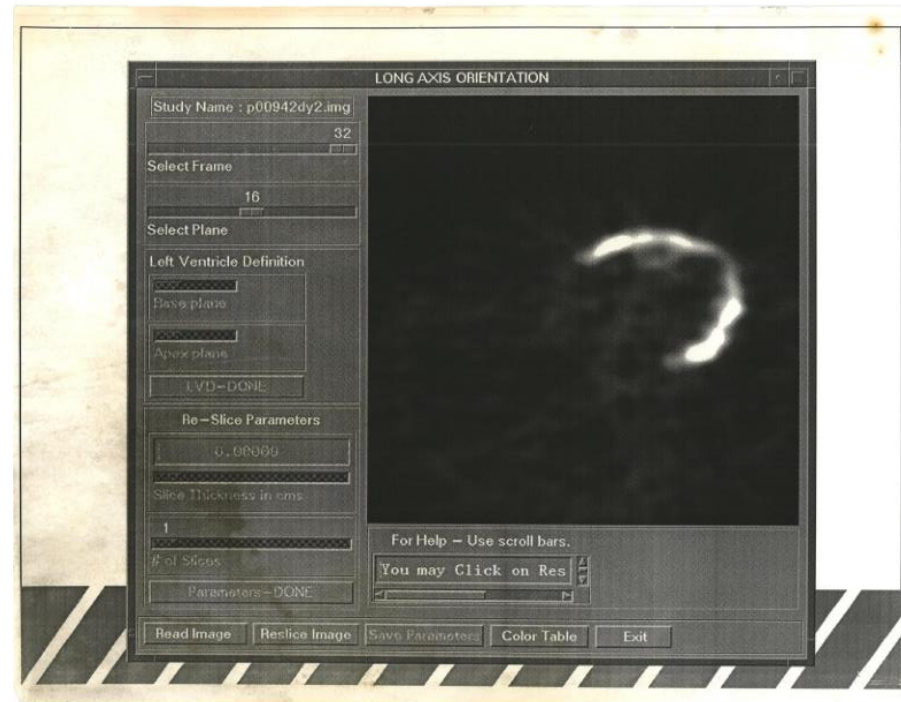 LONG AXIS ORIENTATION
Study Name : p00942dy2.img
32
Select Frame
16
Select Plane
Left Ventricle Definition
Base plane
Apex plane
LVD-DONE
Re-Slice Parameters
0.00000
Slice Thickness in cms
1
# of Slices
Parameters-DONE
For Help - Use scroll bars.
You may Click on Res
Read Image
Reslice Image
Save Parameters
Color Table
Exit